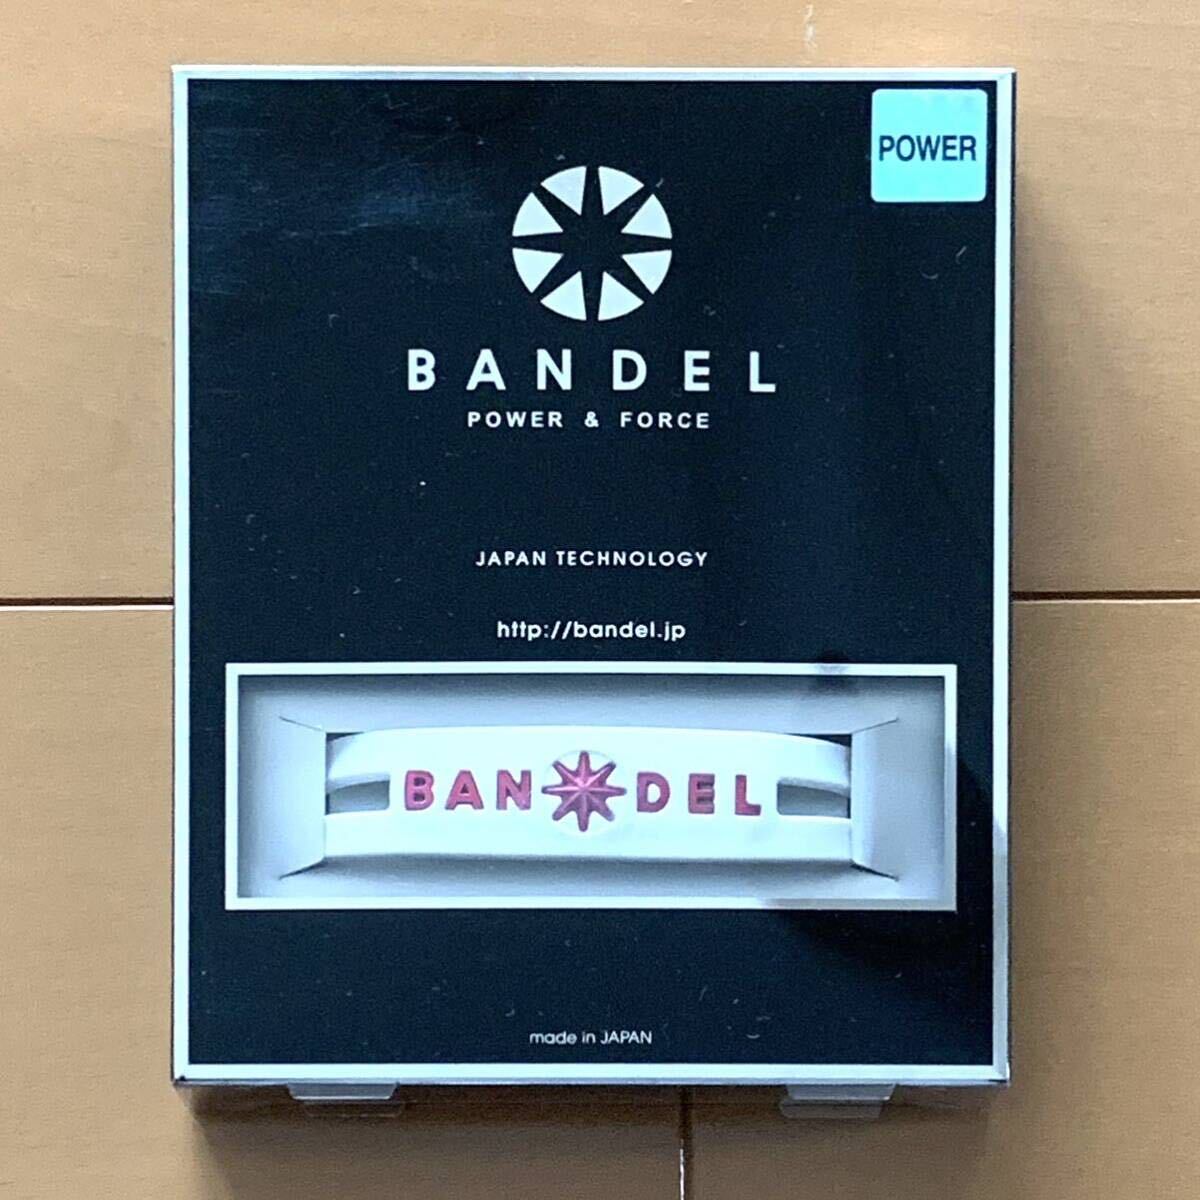 POWER
BANDEL
POWER & FORCE
JAPAN TECHNOLOGY
http://bandel.jp
BANDEL
made in JAPAN